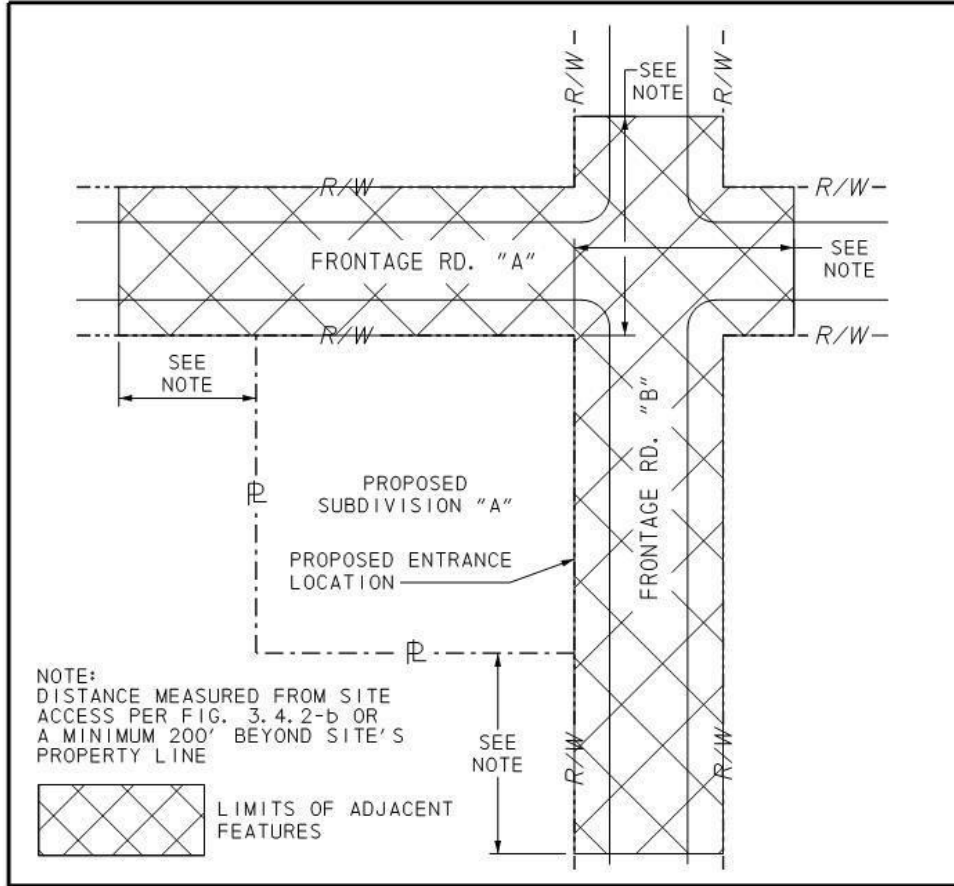 R/W
R/W
SEE
NOTE
R/W
R/W
FRONTAGE RD. "A"
SEE
NOTE
R/W
R/W
SEE
NOTE
FRONTAGE RD. "B"
PROPOSED
SUBDIVISION "A"
PL
PROPOSED ENTRANCE
LOCATION
PL
NOTE:
DISTANCE MEASURED FROM SITE
ACCESS PER FIG. 3.4.2-b OR
A MINIMUM 200' BEYOND SITE'S
PROPERTY LINE
SEE
NOTE
R/W
R/W
LIMITS OF ADJACENT
FEATURES